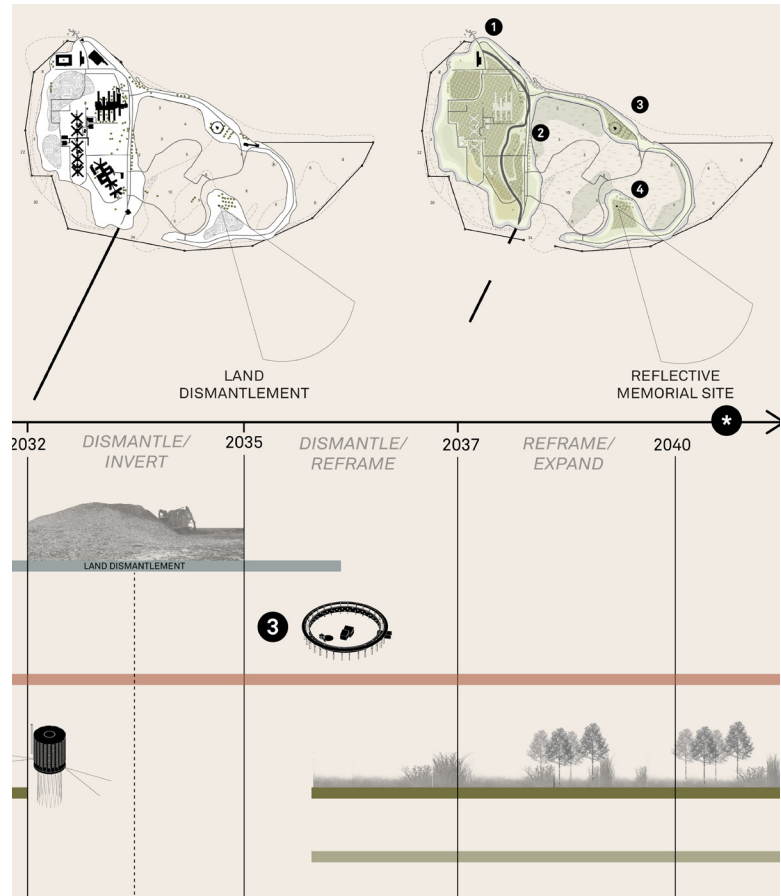 1
2
3
4
LAND
DISMANTLEMENT
REFLECTIVE
MEMORIAL SITE
*
2032
DISMANTLE/
INVERT
2035
DISMANTLE/
REFRAME
2037
REFRAME/
EXPAND
2040
LAND DISMANTLEMENT
3